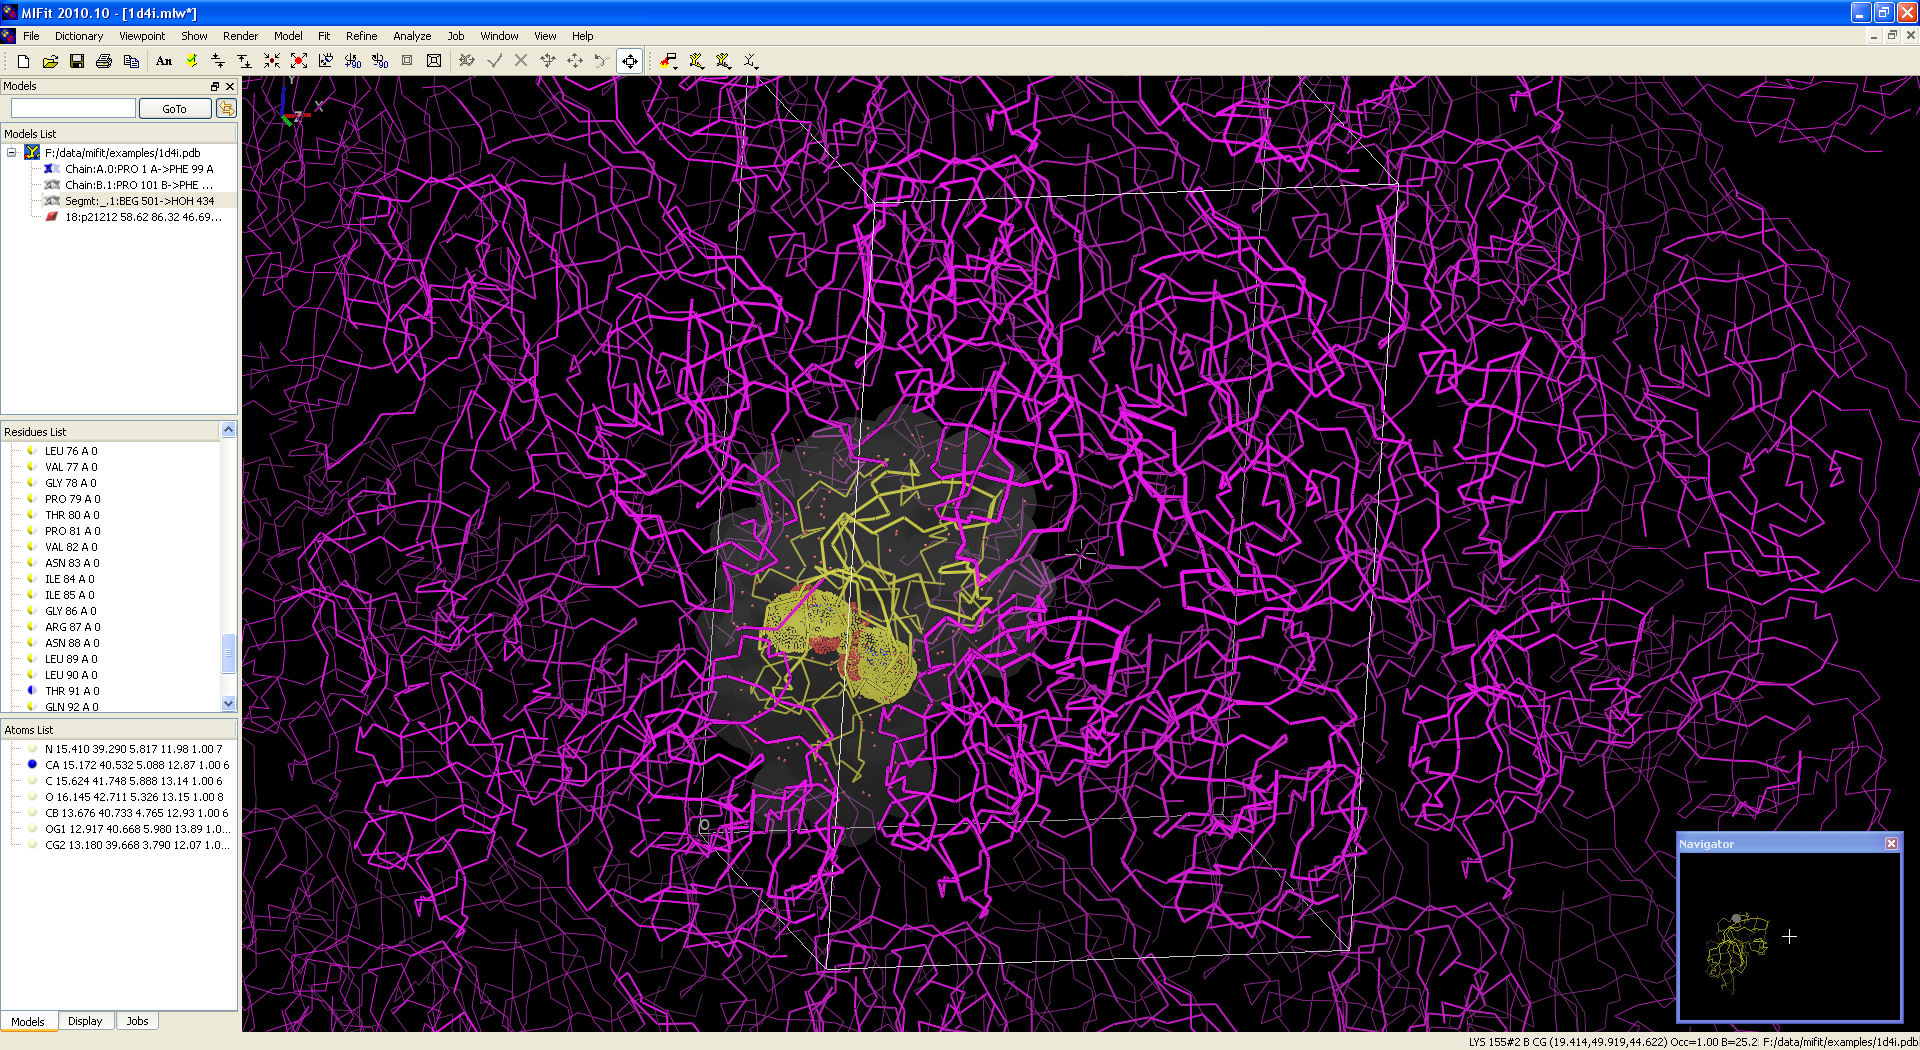 MIFit 2010.10 - [1d4i.mlw*]
File Dictionary Viewpoint Show Render Model Fit Refine Analyze Job Window View Help
An
Models
GoTo
Models List
F:/data/mifit/examples/1d4i.pdb
Chain:A.0:PRO 1 A->PHE 99 A
Chain:B.1:PRO 101 B->PHE ...
Segmt:_.1:BEG 501->HOH 434
18:p21212 58.62 86.32 46.69...
Residues List
LEU 76 A 0
VAL 77 A 0
GLY 78 A 0
PRO 79 A 0
THR 80 A 0
PRO 81 A 0
VAL 82 A 0
ASN 83 A 0
ILE 84 A 0
ILE 85 A 0
GLY 86 A 0
ARG 87 A 0
ASN 88 A 0
LEU 89 A 0
LEU 90 A 0
THR 91 A 0
GLN 92 A 0
Atoms List
N 15.410 39.290 5.817 11.98 1.00 7
CA 15.172 40.532 5.088 12.87 1.00 6
C 15.624 41.748 5.888 13.14 1.00 6
O 16.145 42.711 5.326 13.15 1.00 8
CB 13.676 40.733 4.765 12.93 1.00 6
OG1 12.917 40.668 5.980 13.89 1.0...
CG2 13.180 39.668 3.790 12.07 1.0...
Models Display Jobs
Y
X
Z
O
Navigator
LYS 155#2 B CG (19.414,49.919,44.622) Occ=1.00 B=25.2 F:/data/mifit/examples/1d4i.pdb